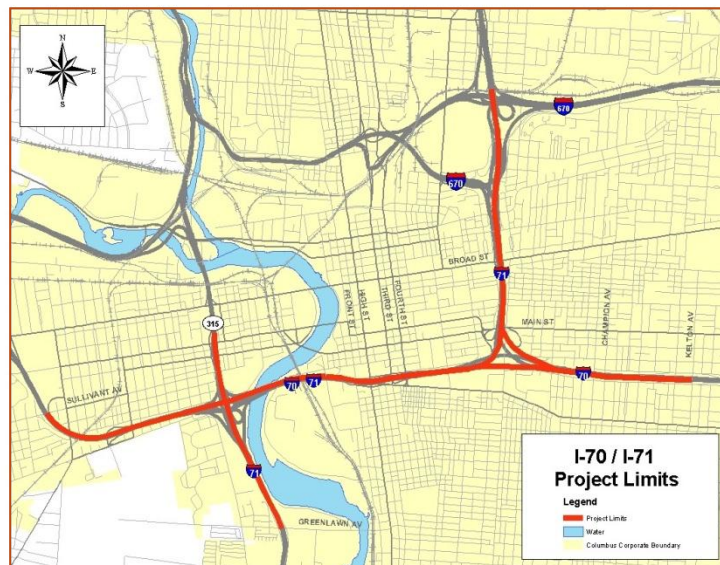 N
W E
S
670
670
BROAD ST
FRONT ST
HIGH ST
THIRD ST
FOURTH ST
71
315
MAIN ST
CHAMPION AV
KELTON AV
SULLIVANT AV
70 71
70
71
GREENLAWN AV
I-70 / I-71
Project Limits
Legend
Project Limits
Water
Columbus Corporate Boundary